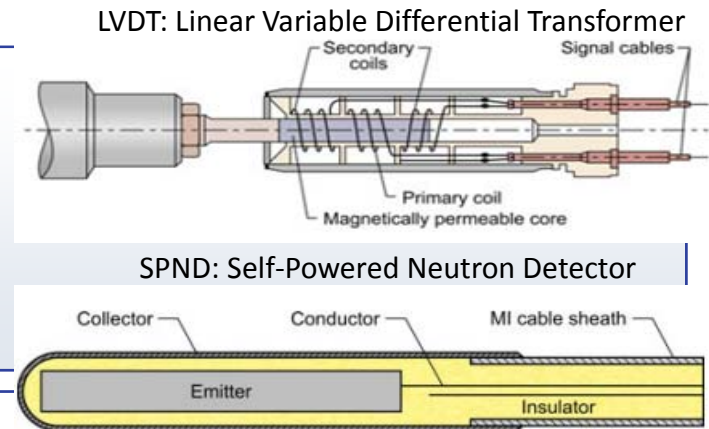 LVDT: Linear Variable Differential Transformer
Secondary
coils
Signal cables
Primary coil
Magnetically permeable core
SPND: Self-Powered Neutron Detector
Collector
Conductor
MI cable sheath
Emitter
Insulator